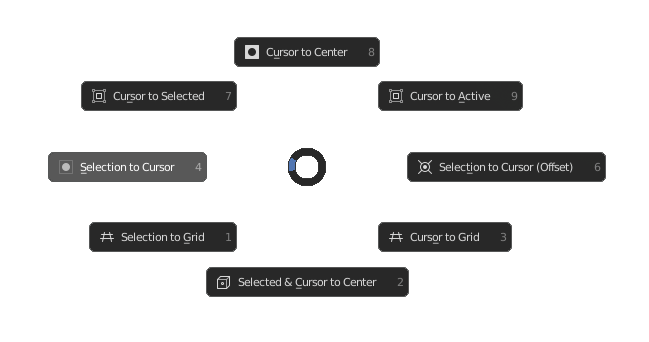 Cursor to Center 8
Cursor to Selected 7
Cursor to Active 9
Selection to Cursor 4
Selection to Cursor (Offset) 6
Selection to Grid 1
Cursor to Grid 3
Selected & Cursor to Center 2